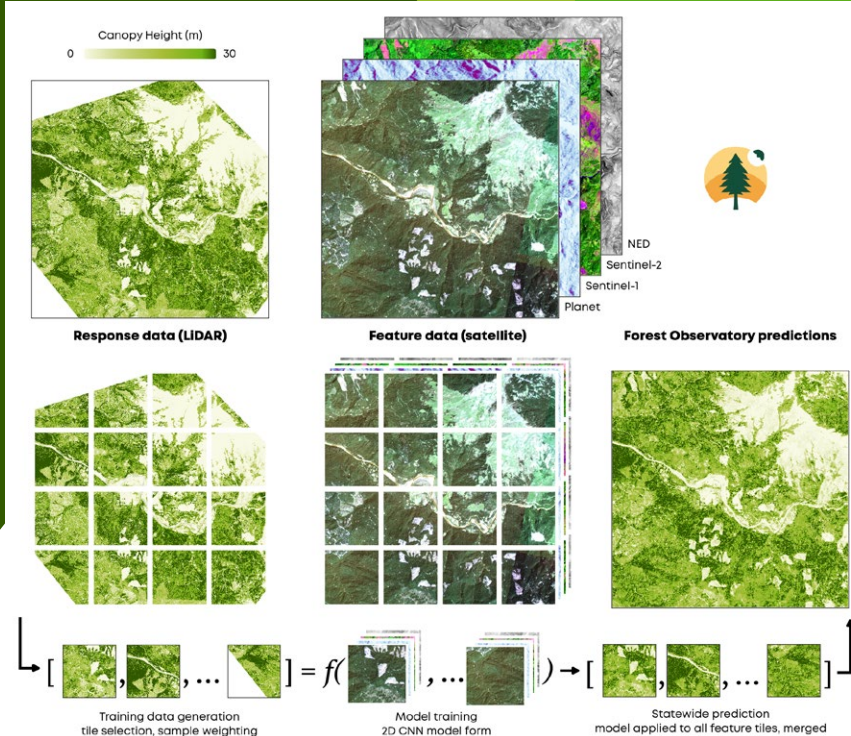 Canopy Height (m)
0 30
NED
Sentinel-2
Sentinel-1
Planet
Response data (LiDAR)
Feature data (satellite)
Forest Observatory predictions
[ , , ... ] = f( , ... ) → [ , , ... ]
Training data generation
tile selection, sample weighting
Model training
2D CNN model form
Statewide prediction
model applied to all feature tiles, merged